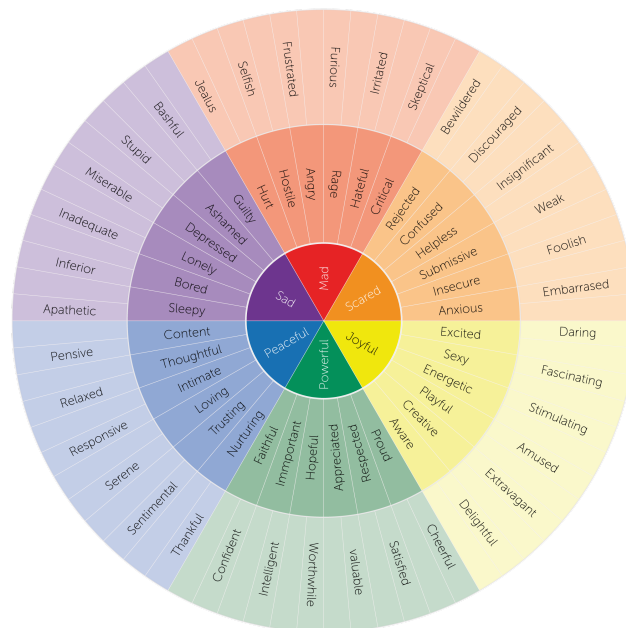 Mad
Scared
Joyful
Powerful
Peaceful
Sad
Hurt
Hostile
Angry
Rage
Hateful
Critical
Rejected
Confused
Helpless
Submissive
Insecure
Anxious
Excited
Sexy
Energetic
Playful
Creative
Aware
Proud
Respected
Appreciated
Hopeful
Immportant
Faithful
Nurturing
Trusting
Loving
Intimate
Thoughtful
Content
Sleepy
Bored
Lonely
Depressed
Ashamed
Guilty
Jealus
Selfish
Frustrated
Furious
Irritated
Skeptical
Bewildered
Discouraged
Insignificant
Weak
Foolish
Embarrased
Daring
Fascinating
Stimulating
Amused
Extravagant
Delightful
Cheerful
Satisfied
valuable
Worthwhile
Intelligent
Confident
Thankful
Sentimental
Serene
Responsive
Relaxed
Pensive
Apathetic
Inferior
Inadequate
Miserable
Stupid
Bashful